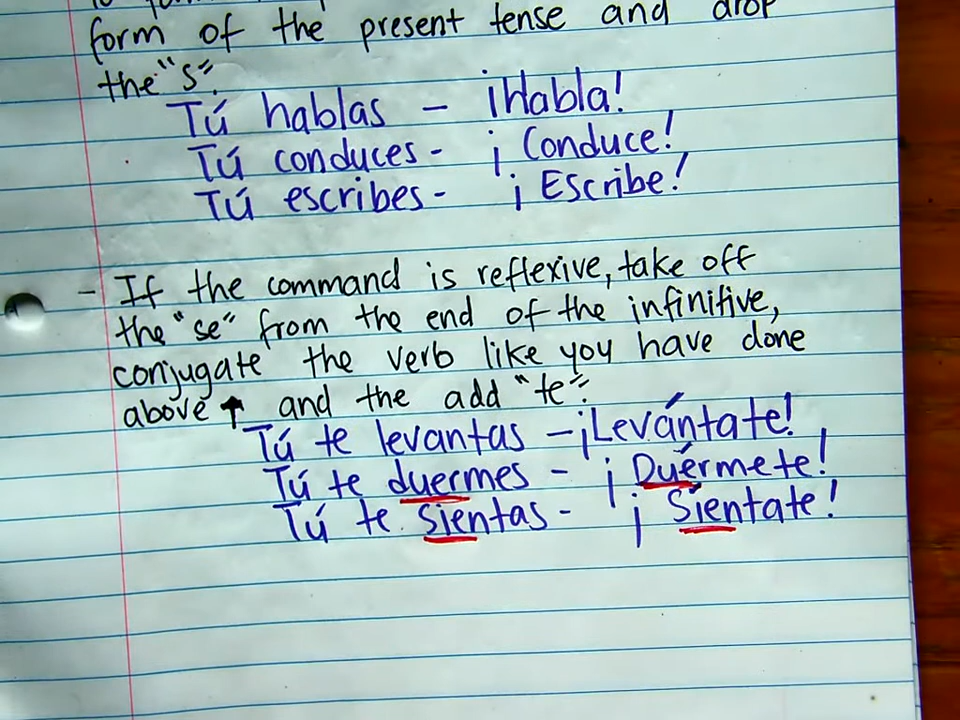 form of the present tense and drop
the "s".
Tú hablas - ¡Habla!
Tú conduces - ¡Conduce!
Tú escribes - ¡Escribe!
- If the command is reflexive, take off
the "se" from the end of the infinitive,
conjugate the verb like you have done
above ↑ and the add "te".
Tú te levantas - ¡Levántate!
Tú te duermes - ¡Duérmete!
Tú te sientas - ¡Síentate!